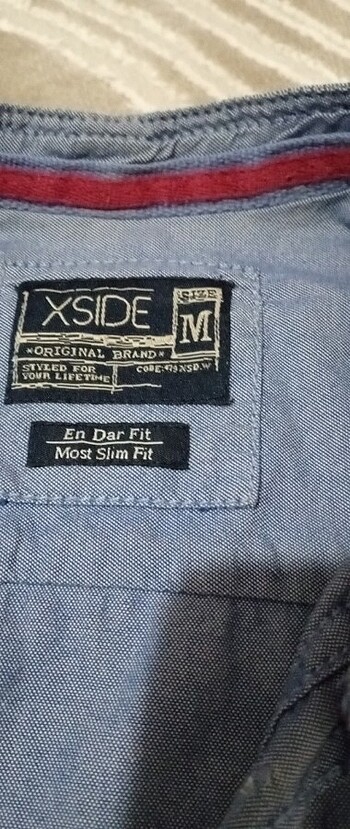 XSIDE
SIZE
M
*ORIGINAL BRAND*
STYLED FOR
YOUR LIFETIME
En Dar Fit
Most Slim Fit